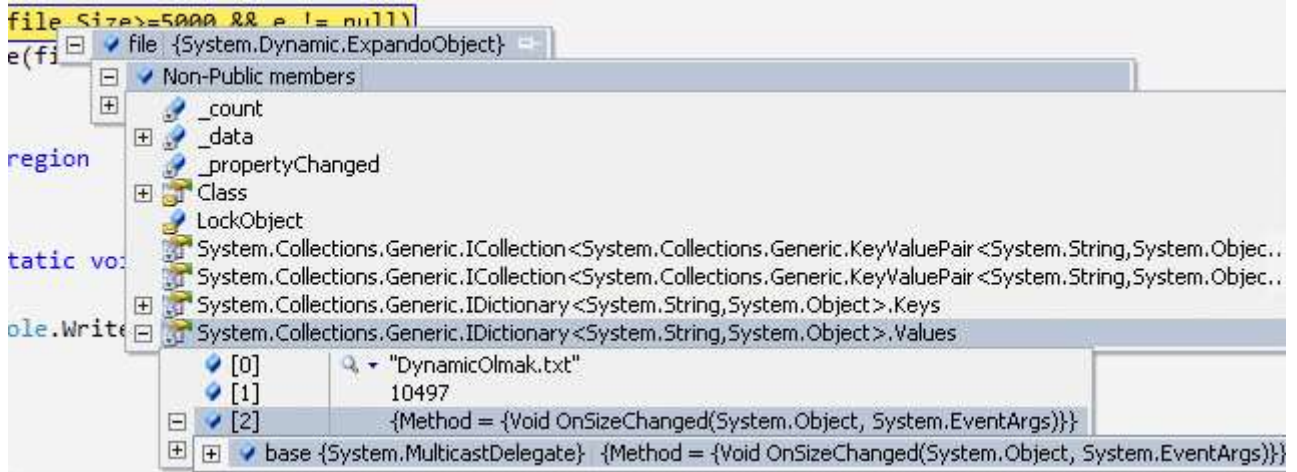 file Size>=5000 && e != null)
e(fi
file {System.Dynamic.ExpandoObject}
Non-Public members
_count
_data
region
_propertyChanged
Class
LockObject
System.Collections.Generic.ICollection<System.Collections.Generic.KeyValuePair<System.String,System.Objec..
tatic voi
System.Collections.Generic.ICollection<System.Collections.Generic.KeyValuePair<System.String,System.Objec..
System.Collections.Generic.IDictionary<System.String,System.Object>.Keys
ole.Write
System.Collections.Generic.IDictionary<System.String,System.Object>.Values
[0] "DynamicOlmak.txt"
[1] 10497
[2] {Method = {Void OnSizeChanged(System.Object, System.EventArgs)}}
base {System.MulticastDelegate} {Method = {Void OnSizeChanged(System.Object, System.EventArgs)}}